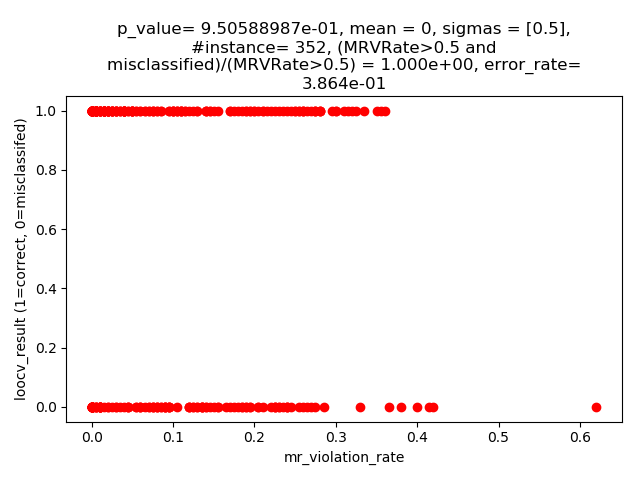 p_value= 9.50588987e-01, mean = 0, sigmas = [0.5],
#instance= 352, (MRVRate>0.5 and
misclassified)/(MRVRate>0.5) = 1.000e+00, error_rate=
3.864e-01
loocv_result (1=correct, 0=misclassifed)
1.0
0.8
0.6
0.4
0.2
0.0
0.0 0.1 0.2 0.3 0.4 0.5 0.6
mr_violation_rate